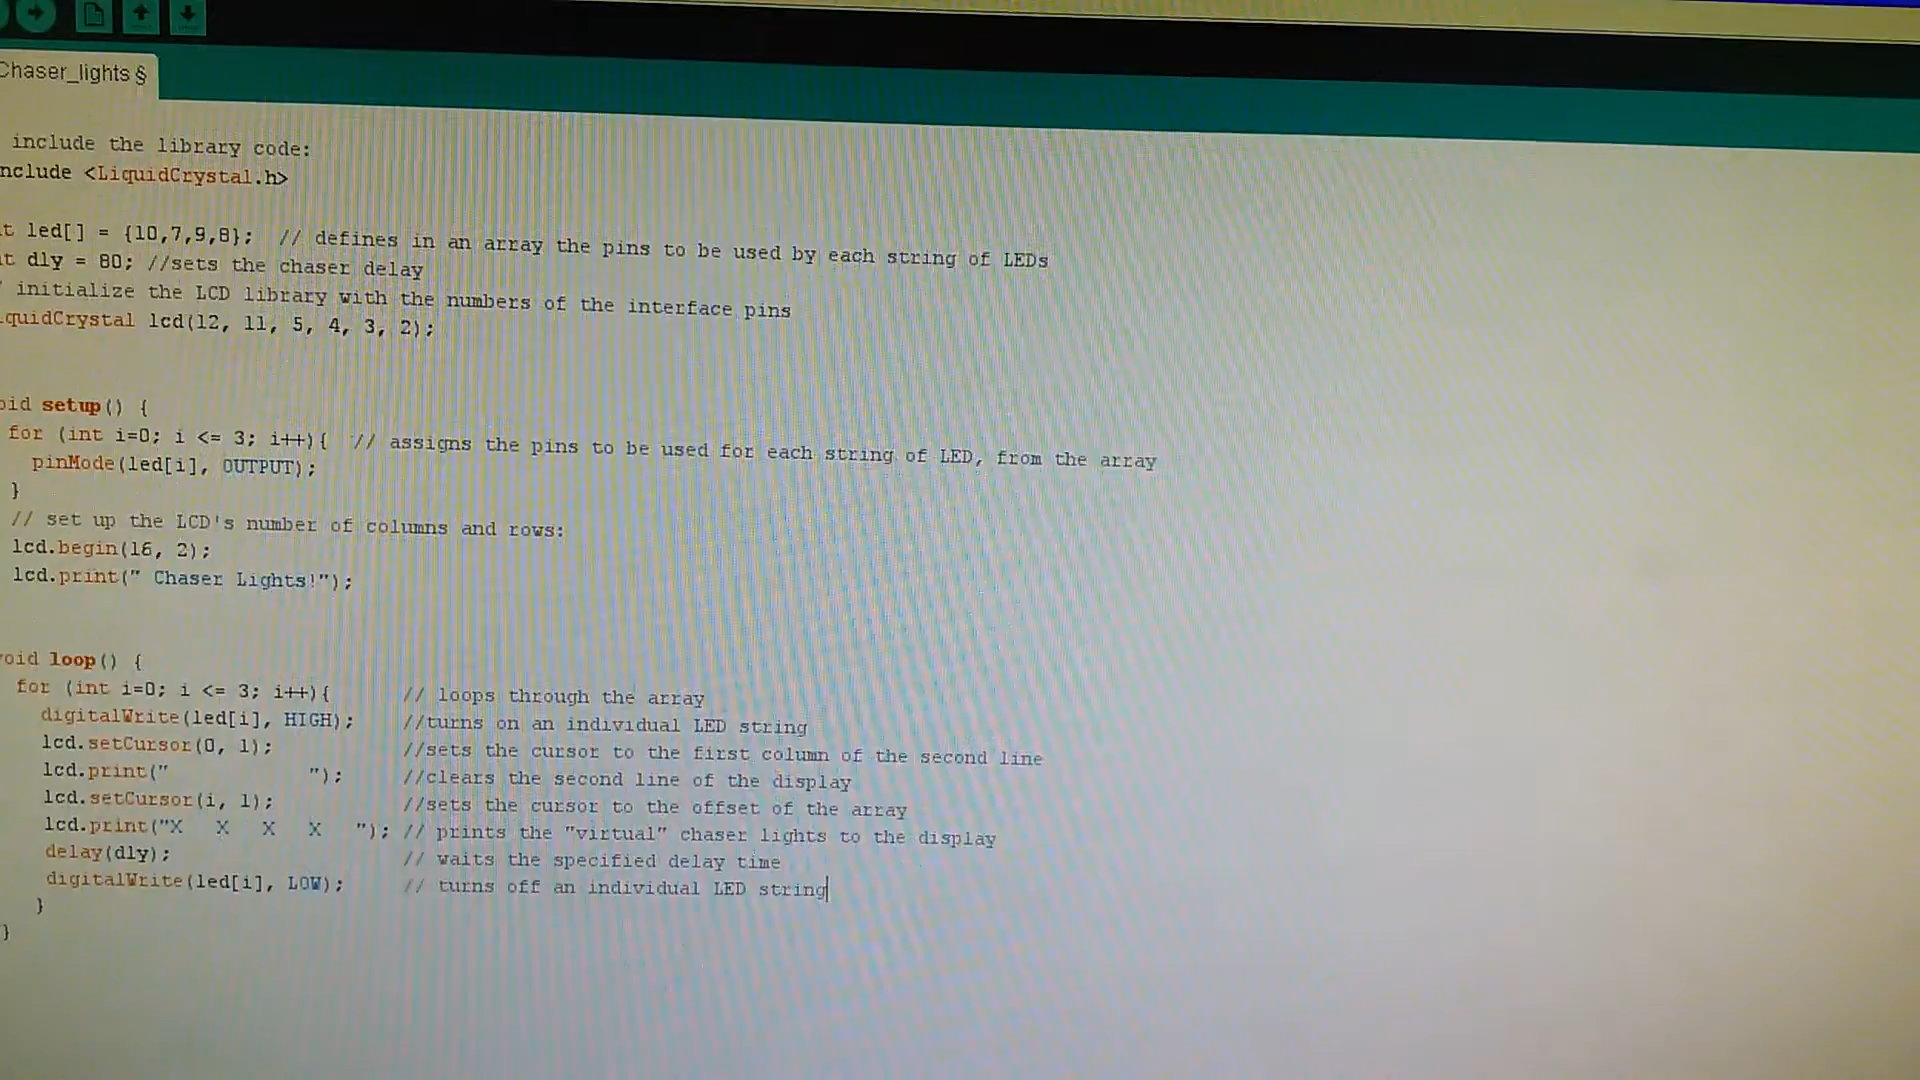 Chaser_lights §
include the library code:
nclude <LiquidCrystal.h>
t led[] = {10,7,9,8};  // defines in an array the pins to be used by each string of LEDs
t dly = 80; //sets the chaser delay
initialize the LCD library with the numbers of the interface pins
quidCrystal lcd(12, 11, 5, 4, 3, 2);
oid setup() {
for (int i=0; i <= 3; i++){  // assigns the pins to be used for each string of LED, from the array
pinMode(led[i], OUTPUT);
}
// set up the LCD's number of columns and rows:
lcd.begin(16, 2);
lcd.print(" Chaser Lights!");
oid loop() {
for (int i=0; i <= 3; i++){        // loops through the array
digitalWrite(led[i], HIGH);     //turns on an individual LED string
lcd.setCursor(0, 1);            //sets the cursor to the first column of the second line
lcd.print("                ");     //clears the second line of the display
lcd.setCursor(i, 1);            //sets the cursor to the offset of the array
lcd.print("X   X   X   X   "); // prints the "virtual" chaser lights to the display
delay(dly);                     // waits the specified delay time
digitalWrite(led[i], LOW);      // turns off an individual LED string
}
}